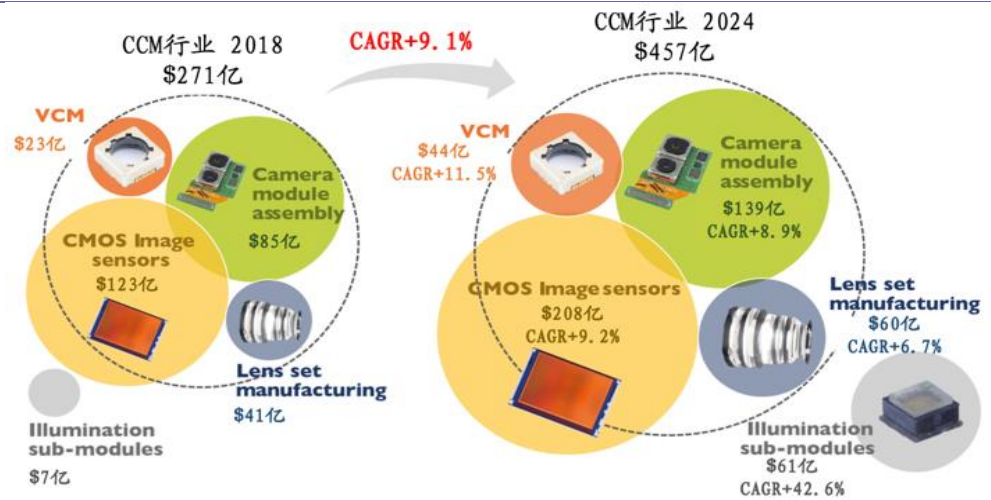 CCM行业 2018
$271亿
CAGR+9.1%
CCM行业 2024
$457亿
VCM
$23亿
Camera
module
assembly
$85亿
CMOS Image
sensors
$123亿
Lens set
manufacturing
$41亿
Illumination
sub-modules
$7亿
VCM
$44亿
CAGR+11.5%
Camera
module
assembly
$139亿
CAGR+8.9%
CMOS Image sensors
$208亿
CAGR+9.2%
Lens set
manufacturing
$60亿
CAGR+6.7%
Illumination
sub-modules
$61亿
CAGR+42.6%